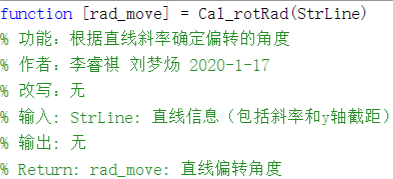 function [rad_move] = Cal_rotRad(StrLine)
% 功能：根据直线斜率确定偏转的角度
% 作者：李睿祺 刘梦炀 2020-1-17
% 改写：无
% 输入: StrLine: 直线信息（包括斜率和y轴截距）
% 输出: 无
% Return: rad_move: 直线偏转角度